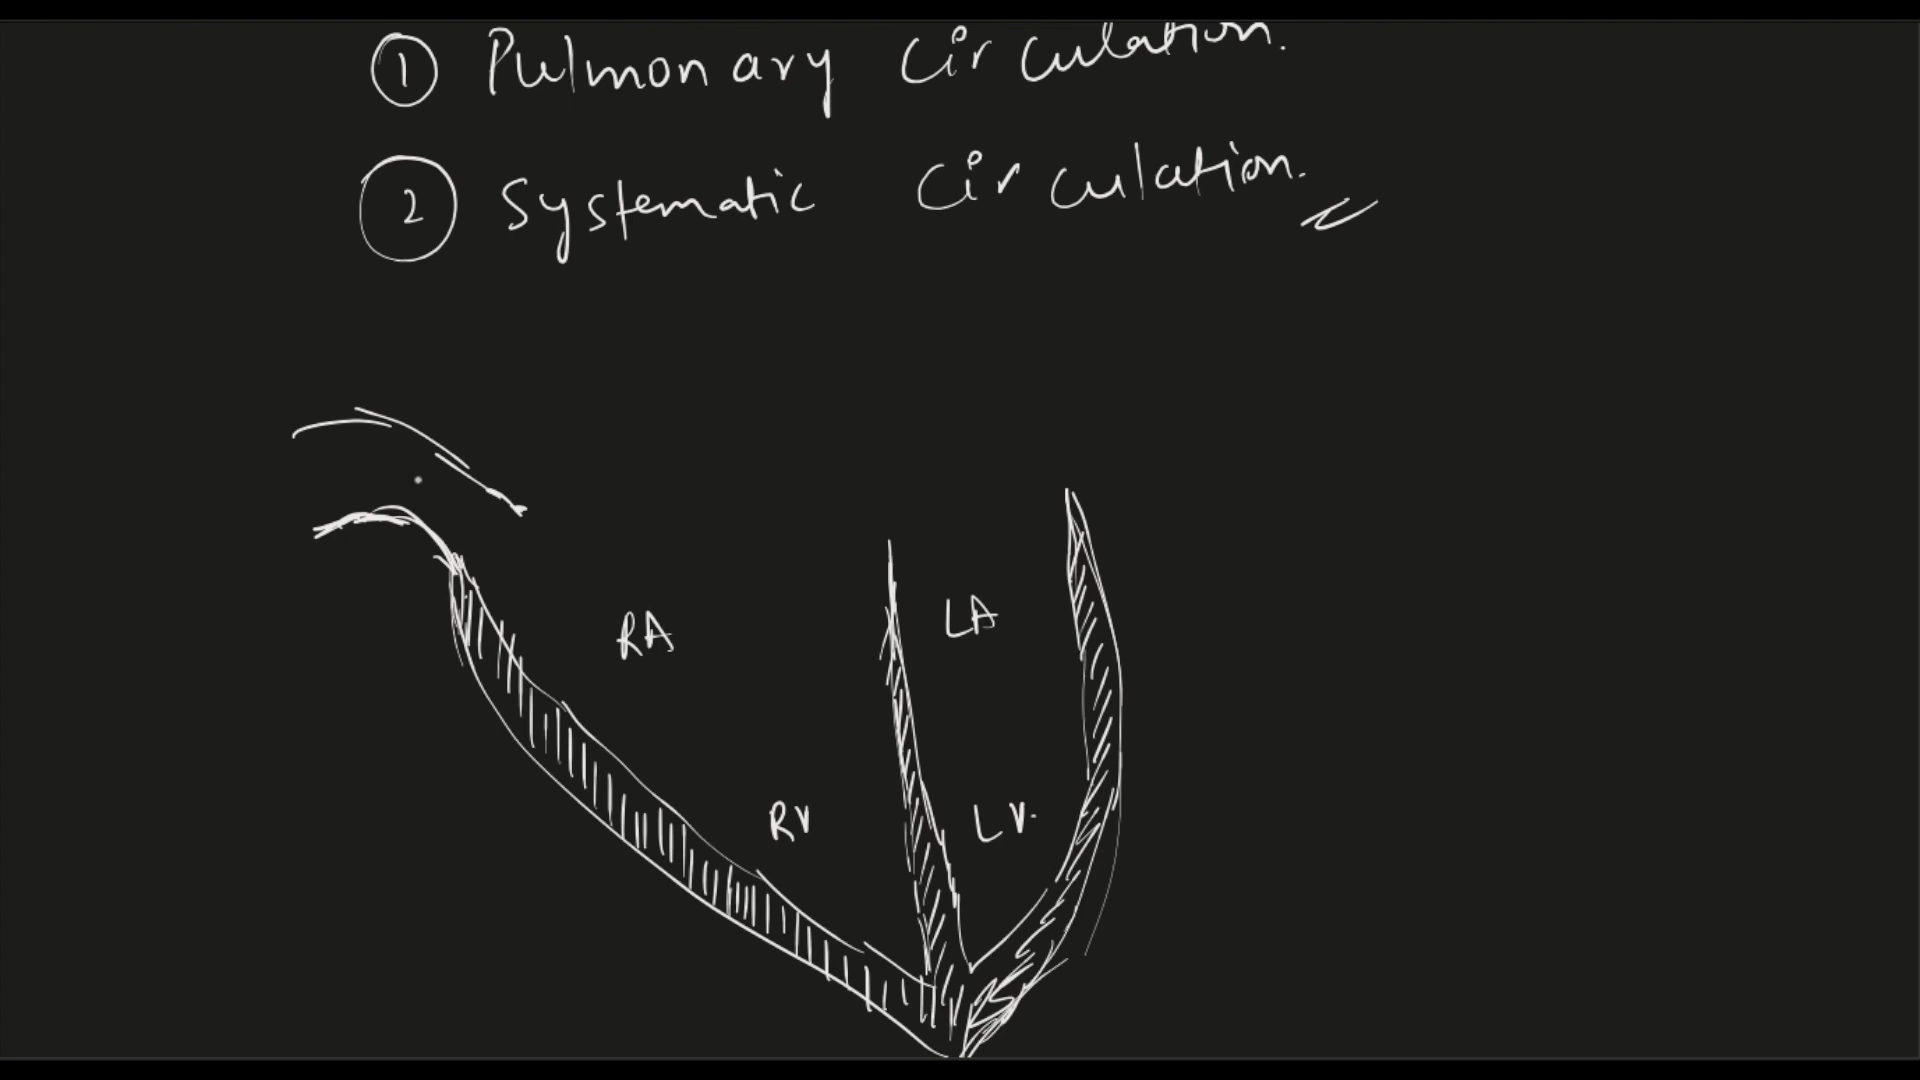 ① Pulmonary Circulation.
② Systematic Circulation.
RA
LA
RV
LV.